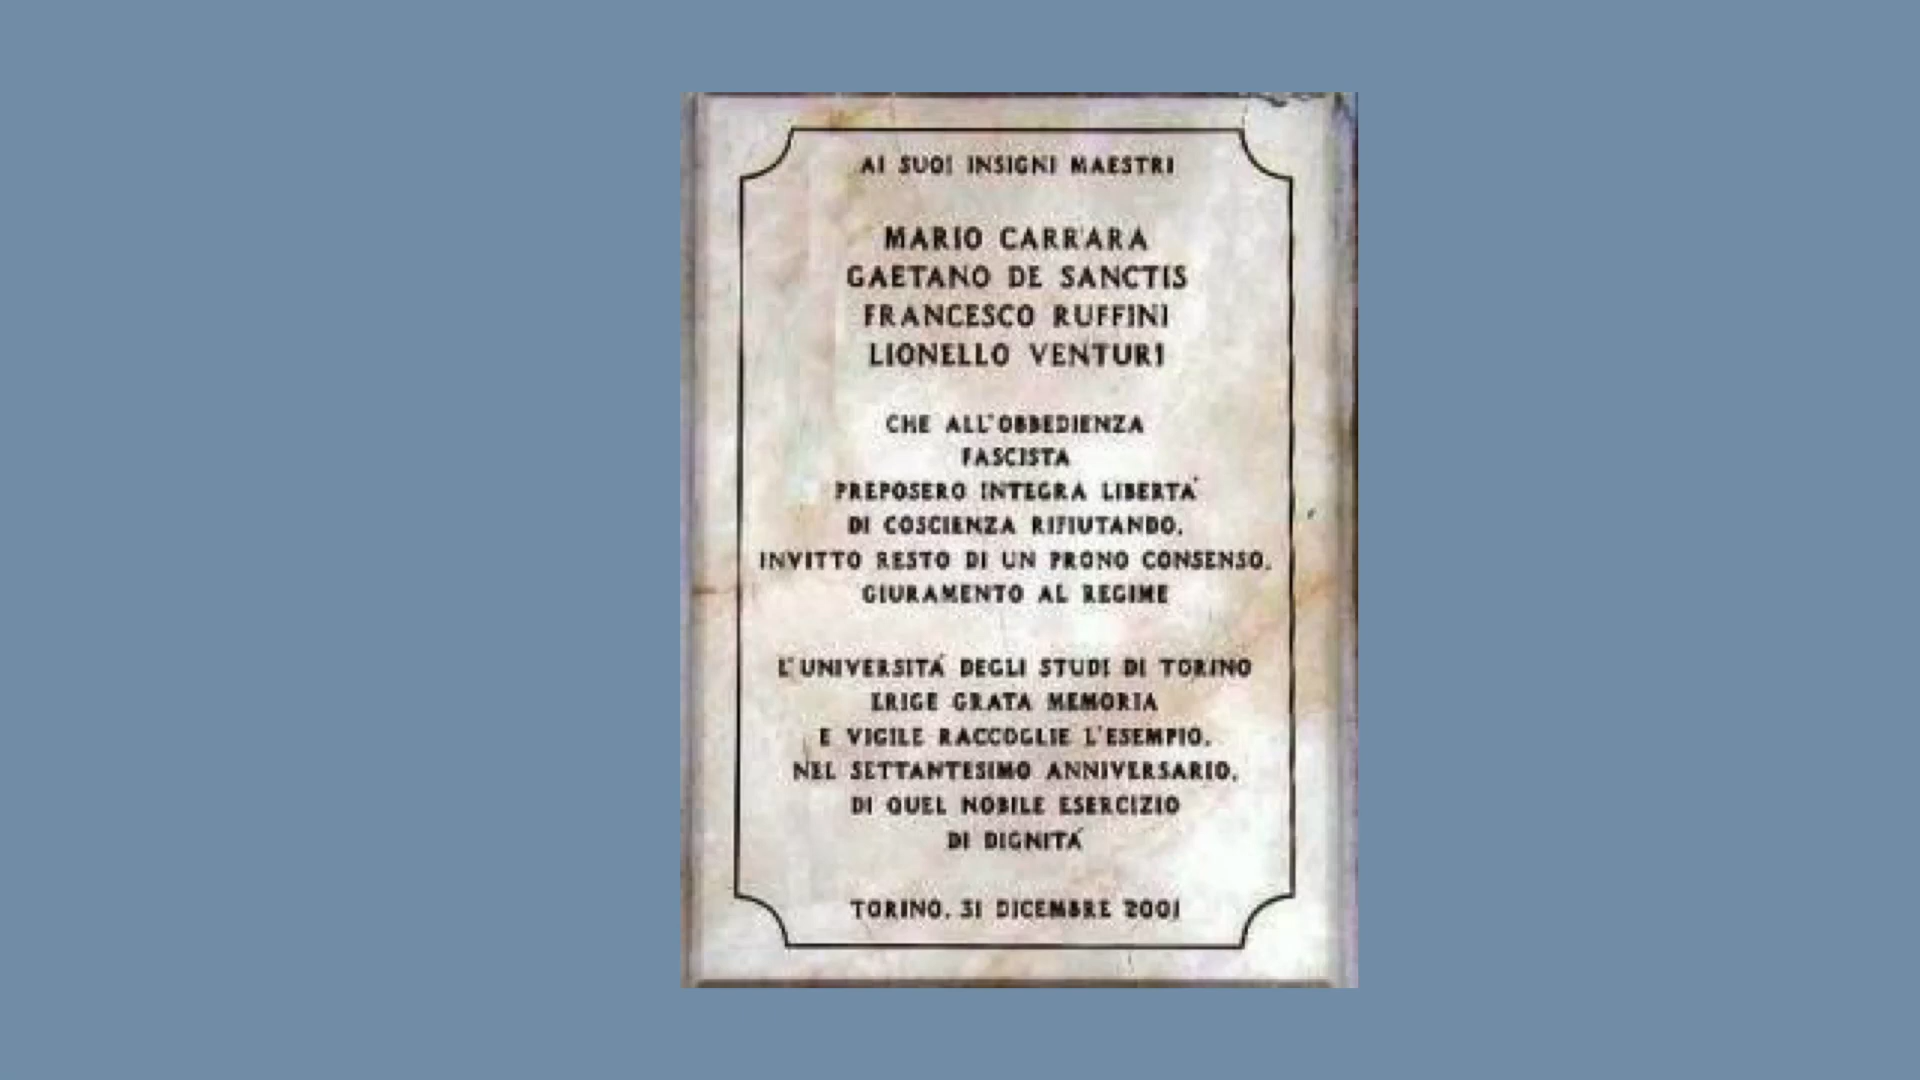 AI SUOI INSIGNI MAESTRI
MARIO CARRARA
GAETANO DE SANCTIS
FRANCESCO RUFFINI
LIONELLO VENTURI
CHE ALL'OBBEDIENZA
FASCISTA
PREPOSERO INTEGRA LIBERTA'
DI COSCIENZA RIFIUTANDO,
INVITTO RESTO DI UN PRONO CONSENSO,
GIURAMENTO AL REGIME
L'UNIVERSITA' DEGLI STUDI DI TORINO
ERIGE GRATA MEMORIA
E VIGILE RACCOGLIE L'ESEMPIO,
NEL SETTANTESIMO ANNIVERSARIO,
DI QUEL NOBILE ESERCIZIO
DI DIGNITA'
TORINO, 31 DICEMBRE 2001